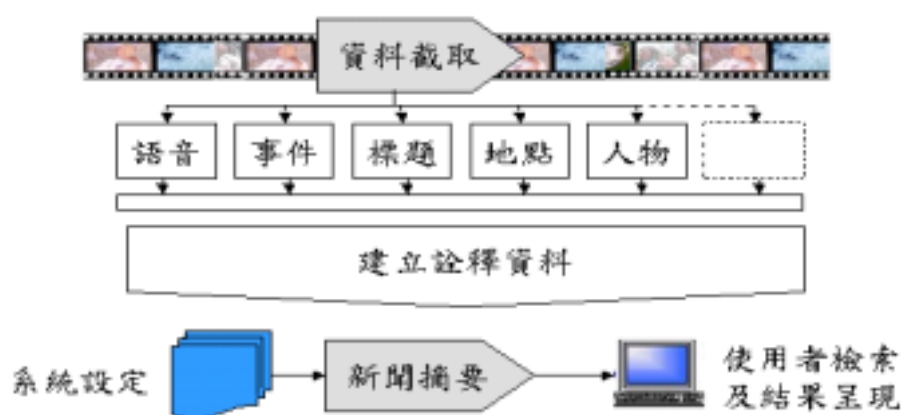 資料截取
語音
事件
標題
地點
人物
建立詮釋資料
系統設定
新聞摘要
使用者檢索
及結果呈現